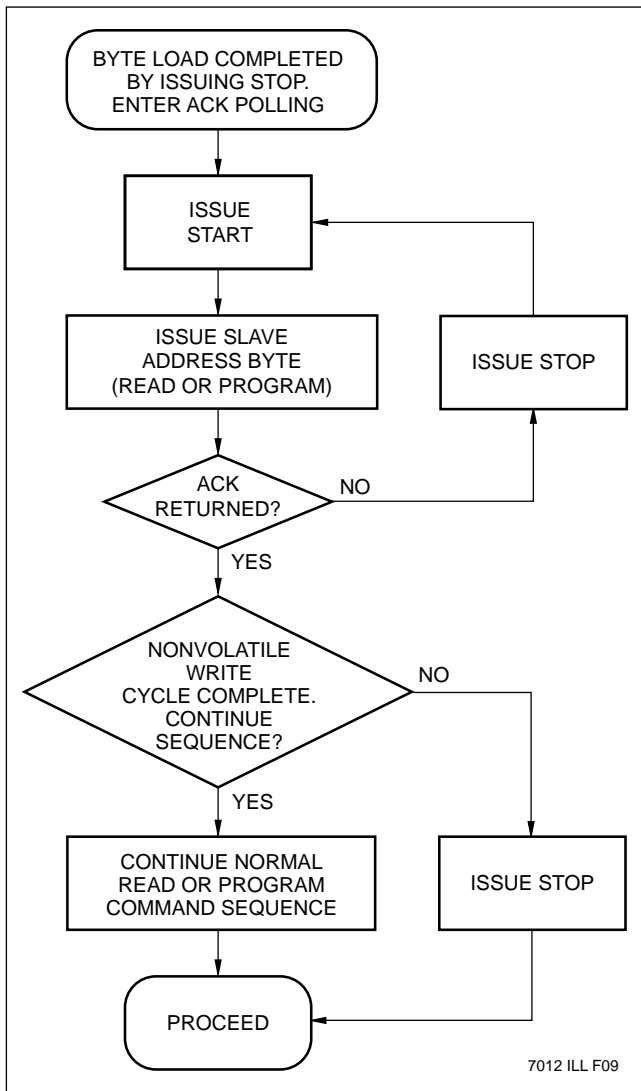 BYTE LOAD COMPLETED
BY ISSUING STOP.
ENTER ACK POLLING
ISSUE
START
ISSUE SLAVE
ADDRESS BYTE
(READ OR PROGRAM)
ISSUE STOP
ACK
RETURNED?
NO
YES
NONVOLATILE
WRITE
CYCLE COMPLETE.
CONTINUE
SEQUENCE?
NO
YES
CONTINUE NORMAL
READ OR PROGRAM
COMMAND SEQUENCE
ISSUE STOP
PROCEED
7012 ILL F09